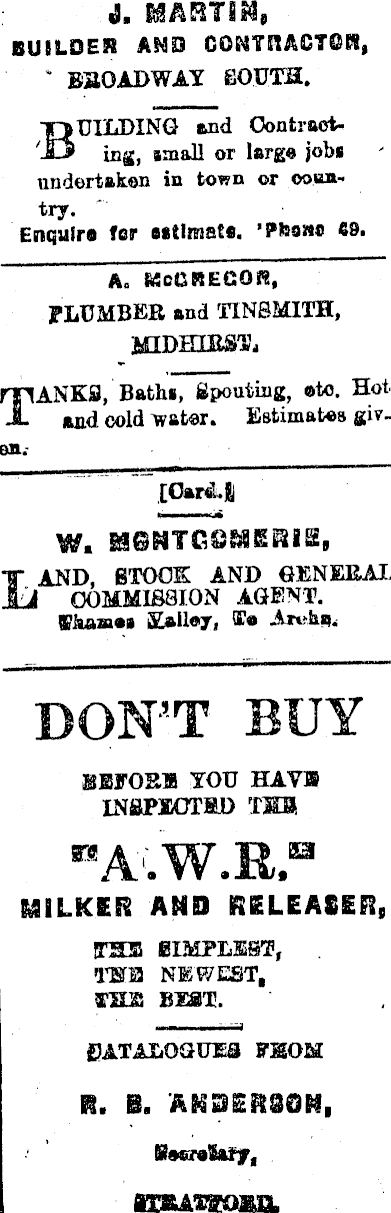 J. MARTIN,
BUILDER AND CONTRACTOR,
BROADWAY SOUTH.
BUILDING and Contract-
ing, small or large jobs
undertaken in town or coun-
try.
Enquire for estimate. 'Phone 69.
A. McGREGOR,
PLUMBER and TINSMITH,
MIDHIRST.
TANKS, Baths, Spouting, etc. Hot
and cold water. Estimates giv-
en.
[Card.]
W. MONTGOMERIE,
LAND, STOCK AND GENERAL
COMMISSION AGENT.
Thames Valley, Te Aroha.
DON'T BUY
BEFORE YOU HAVE
INSPECTED THE
"A.W.R."
MILKER AND RELEASER,
THE SIMPLEST,
THE NEWEST,
THE BEST.
CATALOGUES FROM
R. B. ANDERSON,
Secretary,
STRATFORD.